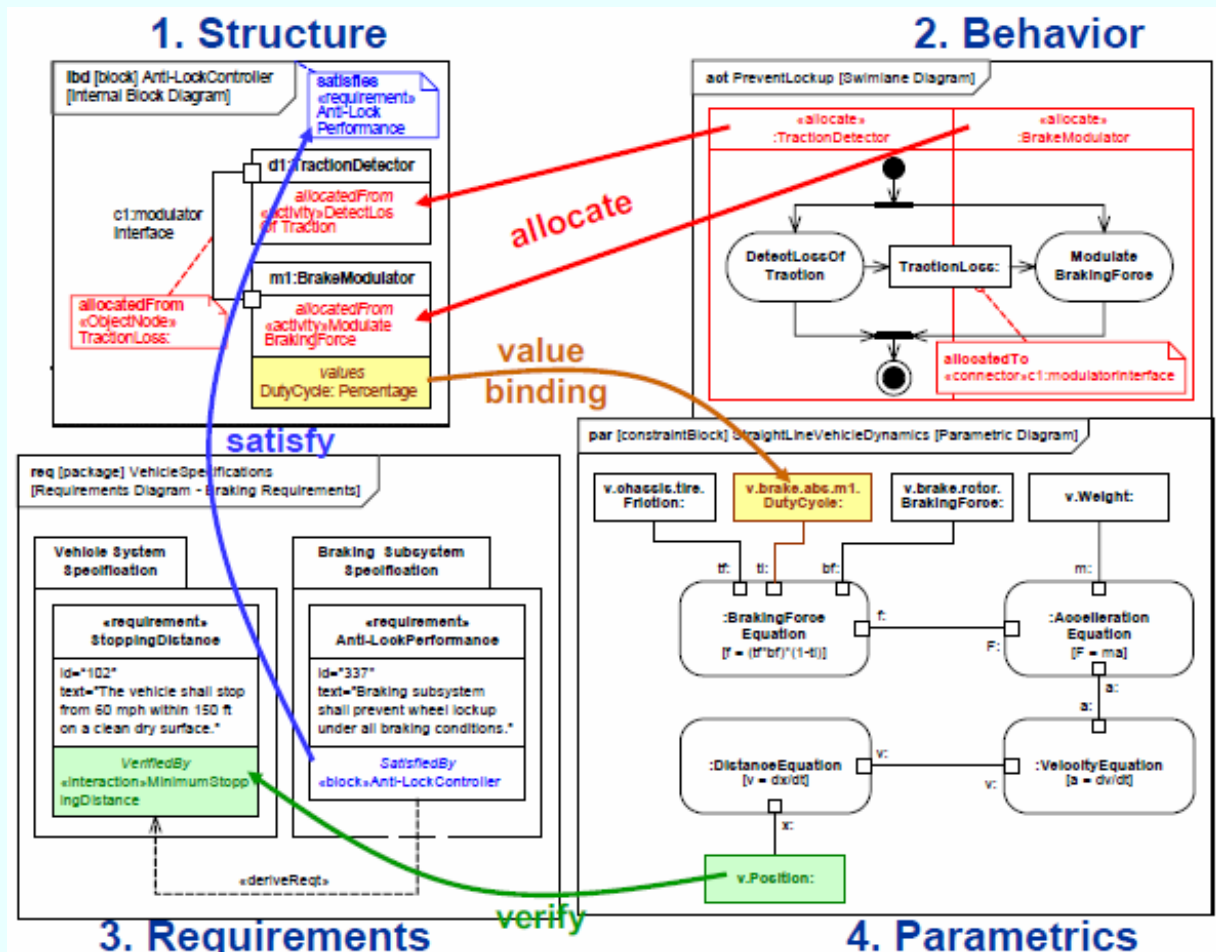 1. Structure
2. Behavior
ibd [block] Anti-LockController
[Internal Block Diagram]
satisfies
«requirement»
Anti-Lock
Performance
d1:TractionDetector
allocatedFrom
«activity»DetectLos
Of Traction
c1:modulator
Interface
m1:BrakeModulator
allocatedFrom
«activity»Modulate
BrakingForce
values
DutyCycle: Percentage
allocatedFrom
«ObjectNode»
TractionLoss:
act PreventLockup [Swimlane Diagram]
«allocate»
:TractionDetector
«allocate»
:BrakeModulator
DetectLossOf
Traction
TractionLoss:
Modulate
BrakingForce
allocatedTo
«connector»c1:modulatorInterface
allocate
value
binding
satisfy
verify
req [package] VehicleSpecifications
[Requirements Diagram - Braking Requirements]
Vehicle System
Specification
Braking Subsystem
Specification
«requirement»
StoppingDistance
id="102"
text="The vehicle shall stop
from 60 mph within 150 ft
on a clean dry surface."
VerifiedBy
«interaction»MinimumStopp
ingDistance
«requirement»
Anti-LockPerformance
id="337"
text="Braking subsystem
shall prevent wheel lockup
under all braking conditions."
SatisfiedBy
«block»Anti-LockController
«deriveReqt»
par [constraintBlock] StraightLineVehicleDynamics [Parametric Diagram]
v.chassis.tire.
Friction:
v.brake.abs.m1.
DutyCycle:
v.brake.rotor.
BrakingForce:
v.Weight:
tf:
tl:
bf:
m:
:BrakingForce
Equation
[f = (tf*bf)*(1-tl)]
f:
F:
:Accelleration
Equation
[F = ma]
a:
a:
:DistanceEquation
[v = dx/dt]
v:
v:
:VelocityEquation
[a = dv/dt]
x:
v.Position:
3. Requirements
4. Parametrics